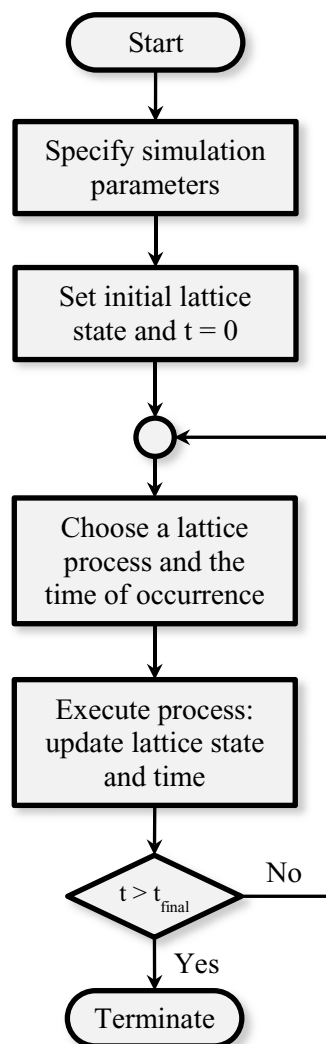 Start
Specify simulation
parameters
Set initial lattice
state and t = 0
Choose a lattice
process and the
time of occurrence
Execute process:
update lattice state
and time
t > t_final
No
Yes
Terminate